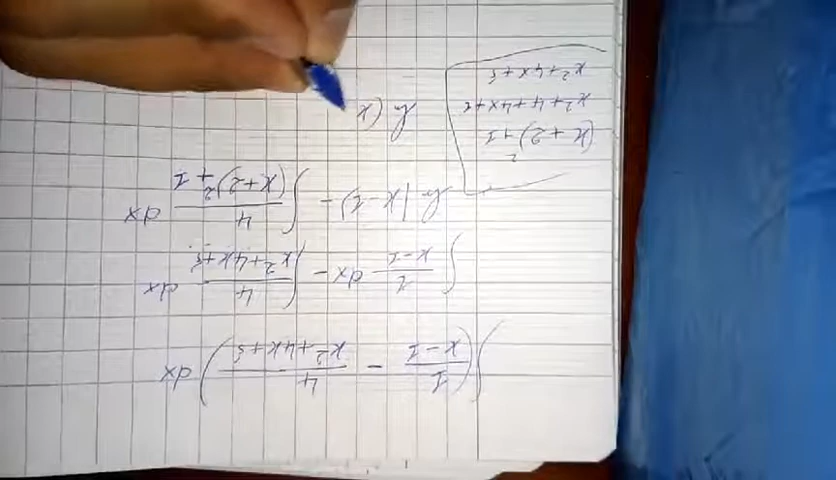 ∫(1/(x-1) - 4/(x²+4x+5)) dx
∫ 1/(x-1) dx - ∫ 4/(x²+4x+5) dx
ln |x-1| - ∫ 4/((x+2)²+1) dx
ln (x
(x+2)²+1
x²+4+4x+1
x²+4x+5